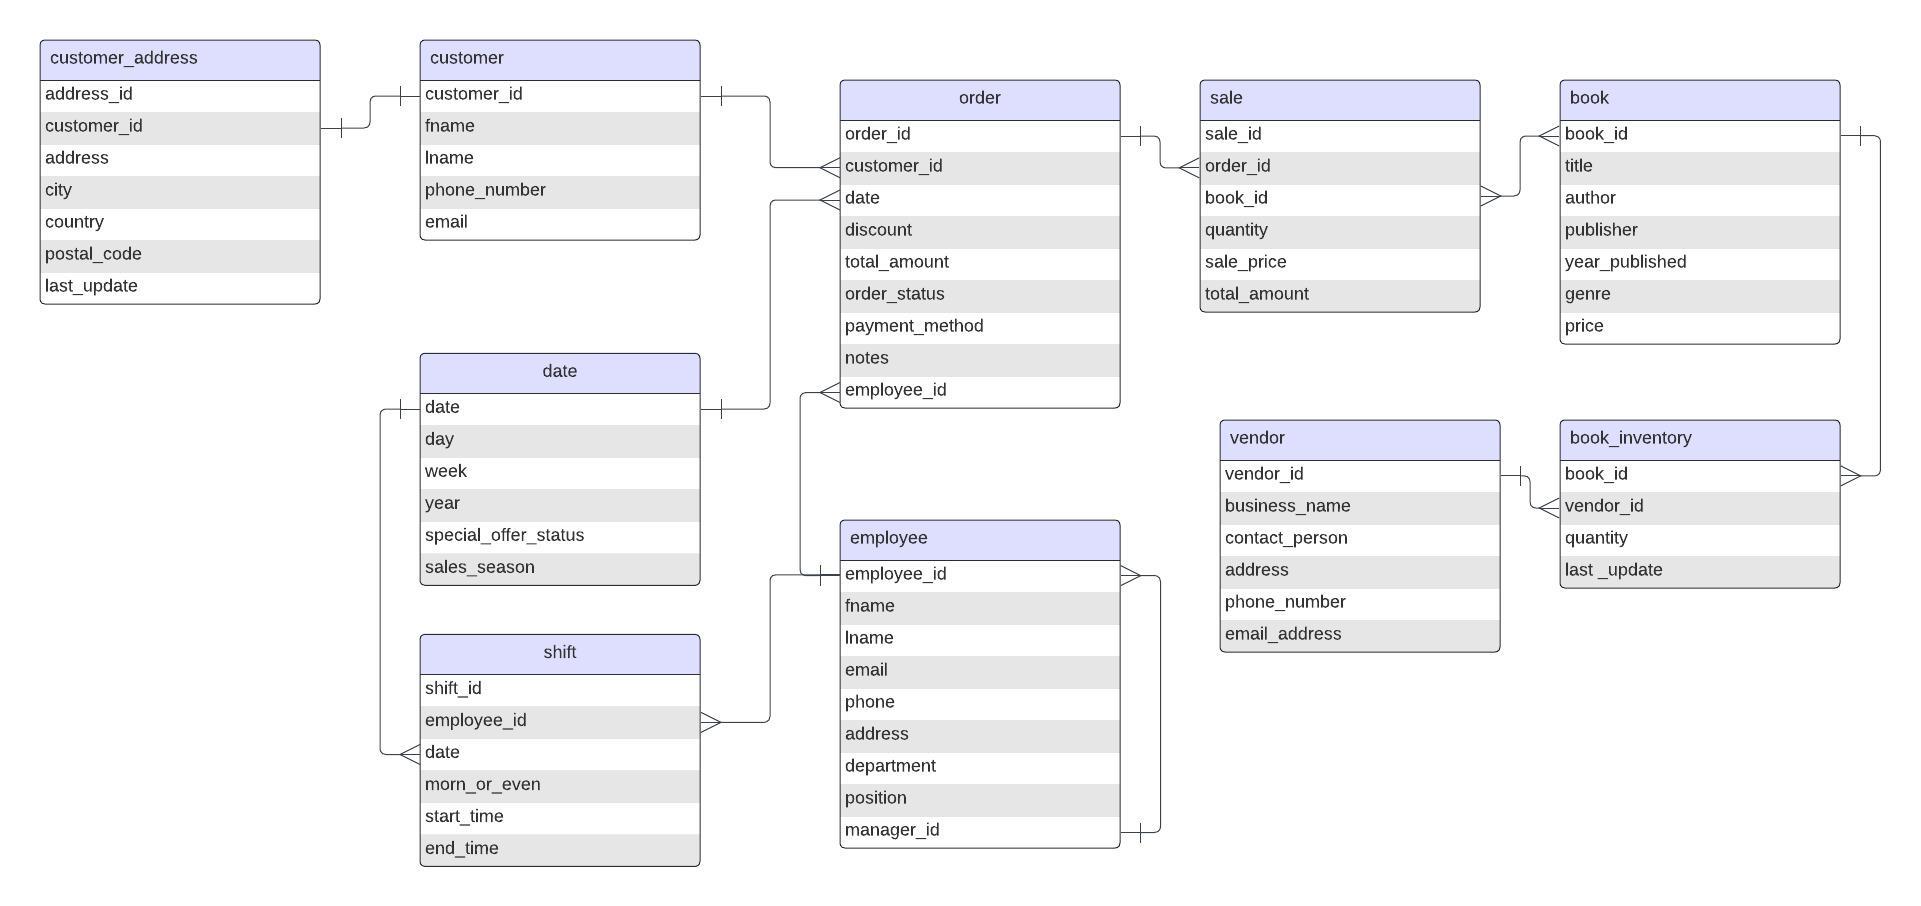 customer_address
address_id
customer_id
address
city
country
postal_code
last_update
customer
customer_id
fname
lname
phone_number
email
order
order_id
customer_id
date
discount
total_amount
order_status
payment_method
notes
employee_id
sale
sale_id
order_id
book_id
quantity
sale_price
total_amount
book
book_id
title
author
publisher
year_published
genre
price
date
date
day
week
year
special_offer_status
sales_season
vendor
vendor_id
business_name
contact_person
address
phone_number
email_address
book_inventory
book_id
vendor_id
quantity
last _update
employee
employee_id
fname
lname
email
phone
address
department
position
manager_id
shift
shift_id
employee_id
date
morn_or_even
start_time
end_time